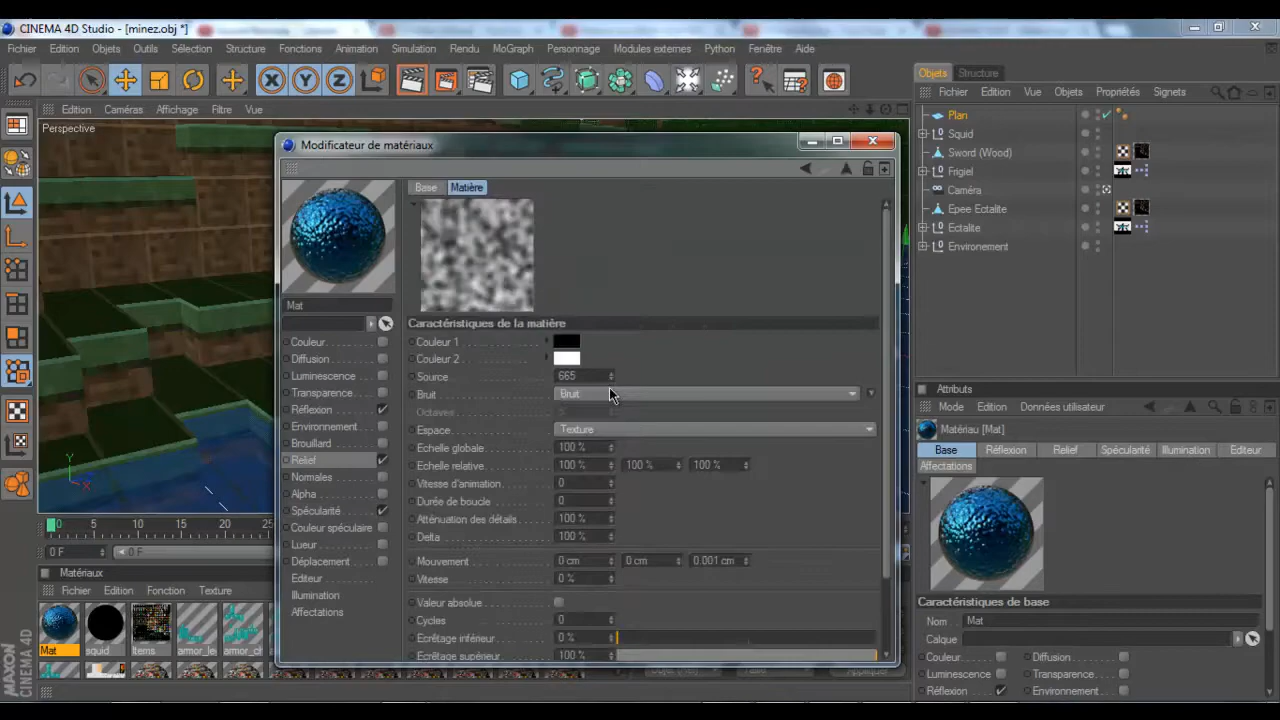 CINEMA 4D Studio - [minez.obj *]
Fichier Edition Objets Outils Sélection Structure Fonctions Animation Simulation Rendu MoGraph Personnage Modules externes Python Fenêtre Aide
Objets Structure
Fichier Edition Vue Objets Propriétés Signets
Edition Caméras Affichage Filtre Vue
Perspective
Plan
Squid
Sword (Wood)
Frigiel
Caméra
Epee Ectalite
Ectalite
Environement
Modificateur de matériaux
Base Matière
Mat
Couleur
Diffusion
Luminescence
Transparence
Réflexion
Environnement
Brouillard
Relief
Normales
Alpha
Spécularité
Couleur spéculaire
Lueur
Déplacement
Editeur
Illumination
Affectations
Caractéristiques de la matière
Couleur 1
Couleur 2
Source 665
Bruit Bruit
Octaves 5
Espace Texture
Echelle globale 100 %
Echelle relative 100 % 100 % 100 %
Vitesse d'animation 0
Durée de boucle 0
Atténuation des détails 100 %
Delta 100 %
Mouvement 0 cm 0 cm 0.001 cm
Vitesse 0 %
Valeur absolue
Cycles 0
Ecrêtage inférieur 0 %
Ecrêtage supérieur 100 %
Attributs
Mode Edition Données utilisateur
Matériau [Mat]
Base Réflexion Relief Spécularité Illumination Editeur
Affectations
Caractéristiques de base
Nom Mat
Calque
Couleur Diffusion
Luminescence Transparence
Réflexion Environnement
0 5 10 15 20 25
0 F 0 F
Matériaux
Fichier Edition Fonction Texture
Mat squid Items armor_le armor_ch
MAXON
CINEMA 4D
Appliquer